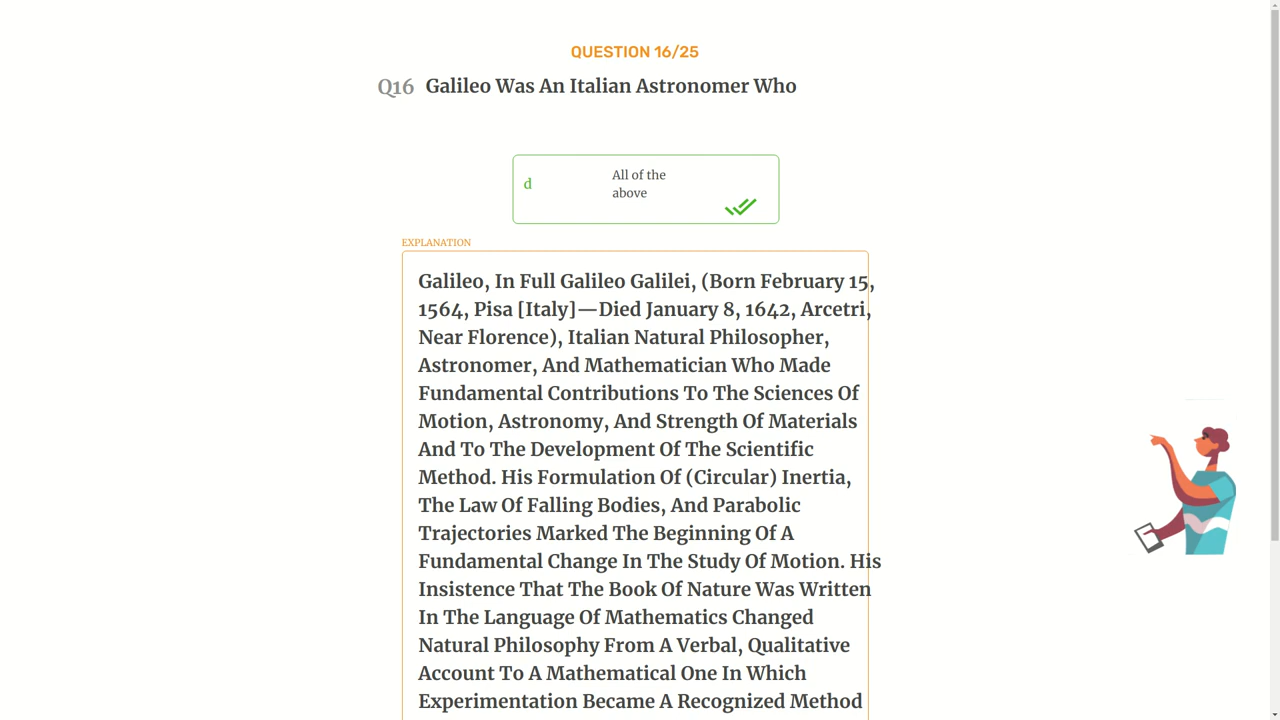 QUESTION 16/25
Q16 Galileo Was An Italian Astronomer Who
d
All of the
above
EXPLANATION
Galileo, In Full Galileo Galilei, (Born February 15,
1564, Pisa [Italy]—Died January 8, 1642, Arcetri,
Near Florence), Italian Natural Philosopher,
Astronomer, And Mathematician Who Made
Fundamental Contributions To The Sciences Of
Motion, Astronomy, And Strength Of Materials
And To The Development Of The Scientific
Method. His Formulation Of (Circular) Inertia,
The Law Of Falling Bodies, And Parabolic
Trajectories Marked The Beginning Of A
Fundamental Change In The Study Of Motion. His
Insistence That The Book Of Nature Was Written
In The Language Of Mathematics Changed
Natural Philosophy From A Verbal, Qualitative
Account To A Mathematical One In Which
Experimentation Became A Recognized Method